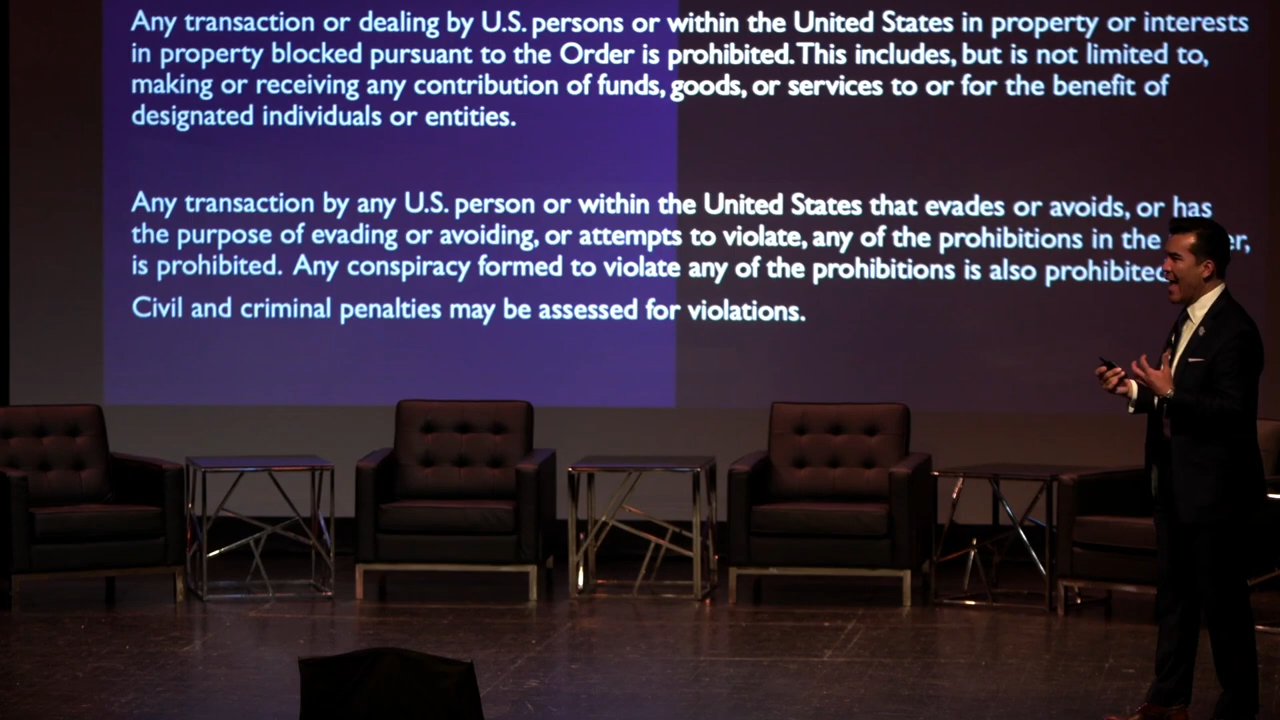 Any transaction or dealing by U.S. persons or within the United States in property or interests
in property blocked pursuant to the Order is prohibited. This includes, but is not limited to,
making or receiving any contribution of funds, goods, or services to or for the benefit of
designated individuals or entities.
Any transaction by any U.S. person or within the United States that evades or avoids, or has
the purpose of evading or avoiding, or attempts to violate, any of the prohibitions in the
is prohibited. Any conspiracy formed to violate any of the prohibitions is also prohibited
Civil and criminal penalties may be assessed for violations.